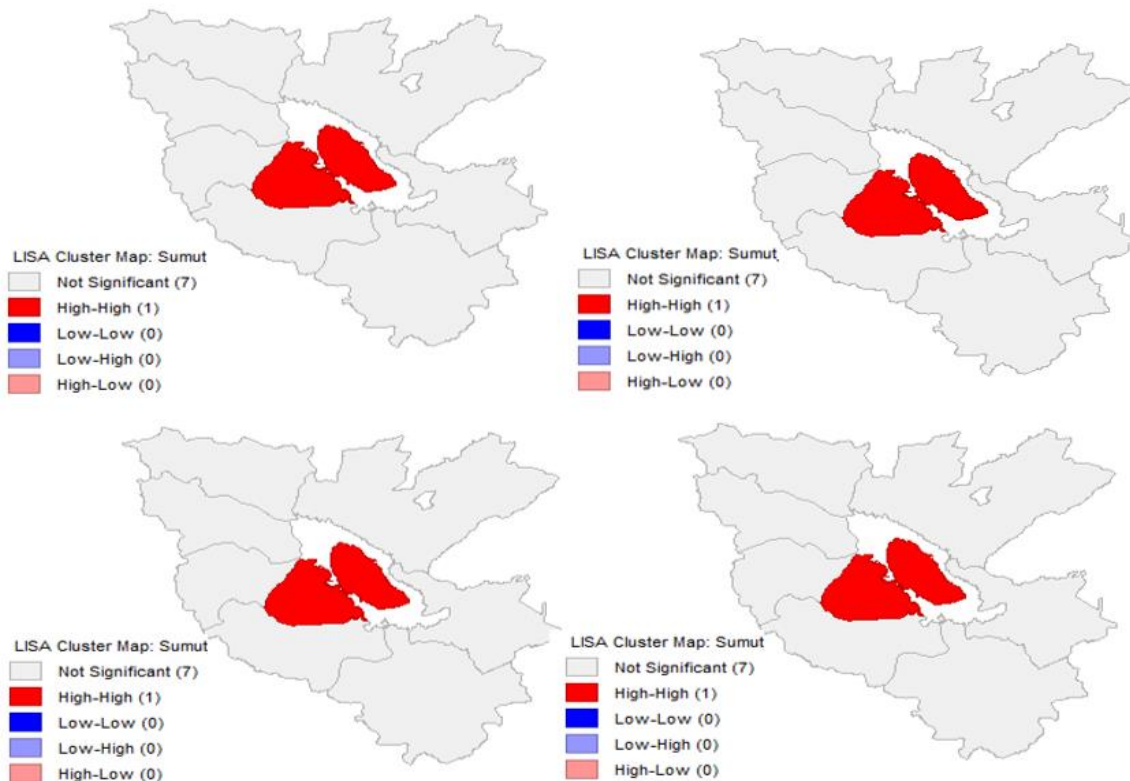 LISA Cluster Map: Sumut
Not Significant (7)
High-High (1)
Low-Low (0)
Low-High (0)
High-Low (0)
LISA Cluster Map: Sumut
Not Significant (7)
High-High (1)
Low-Low (0)
Low-High (0)
High-Low (0)
LISA Cluster Map: Sumut
Not Significant (7)
High-High (1)
Low-Low (0)
Low-High (0)
High-Low (0)
LISA Cluster Map: Sumut
Not Significant (7)
High-High (1)
Low-Low (0)
Low-High (0)
High-Low (0)